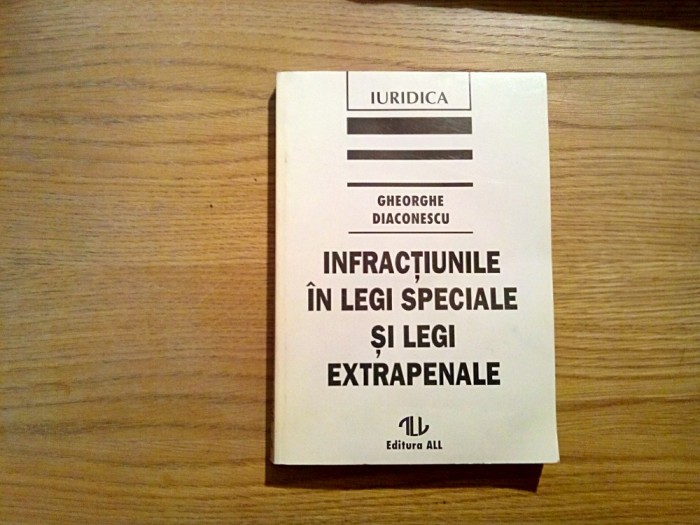 IURIDICA
GHEORGHE
DIACONESCU
INFRACȚIUNILE
ÎN LEGI SPECIALE
ȘI LEGI
EXTRAPENALE
ALL
Editura ALL